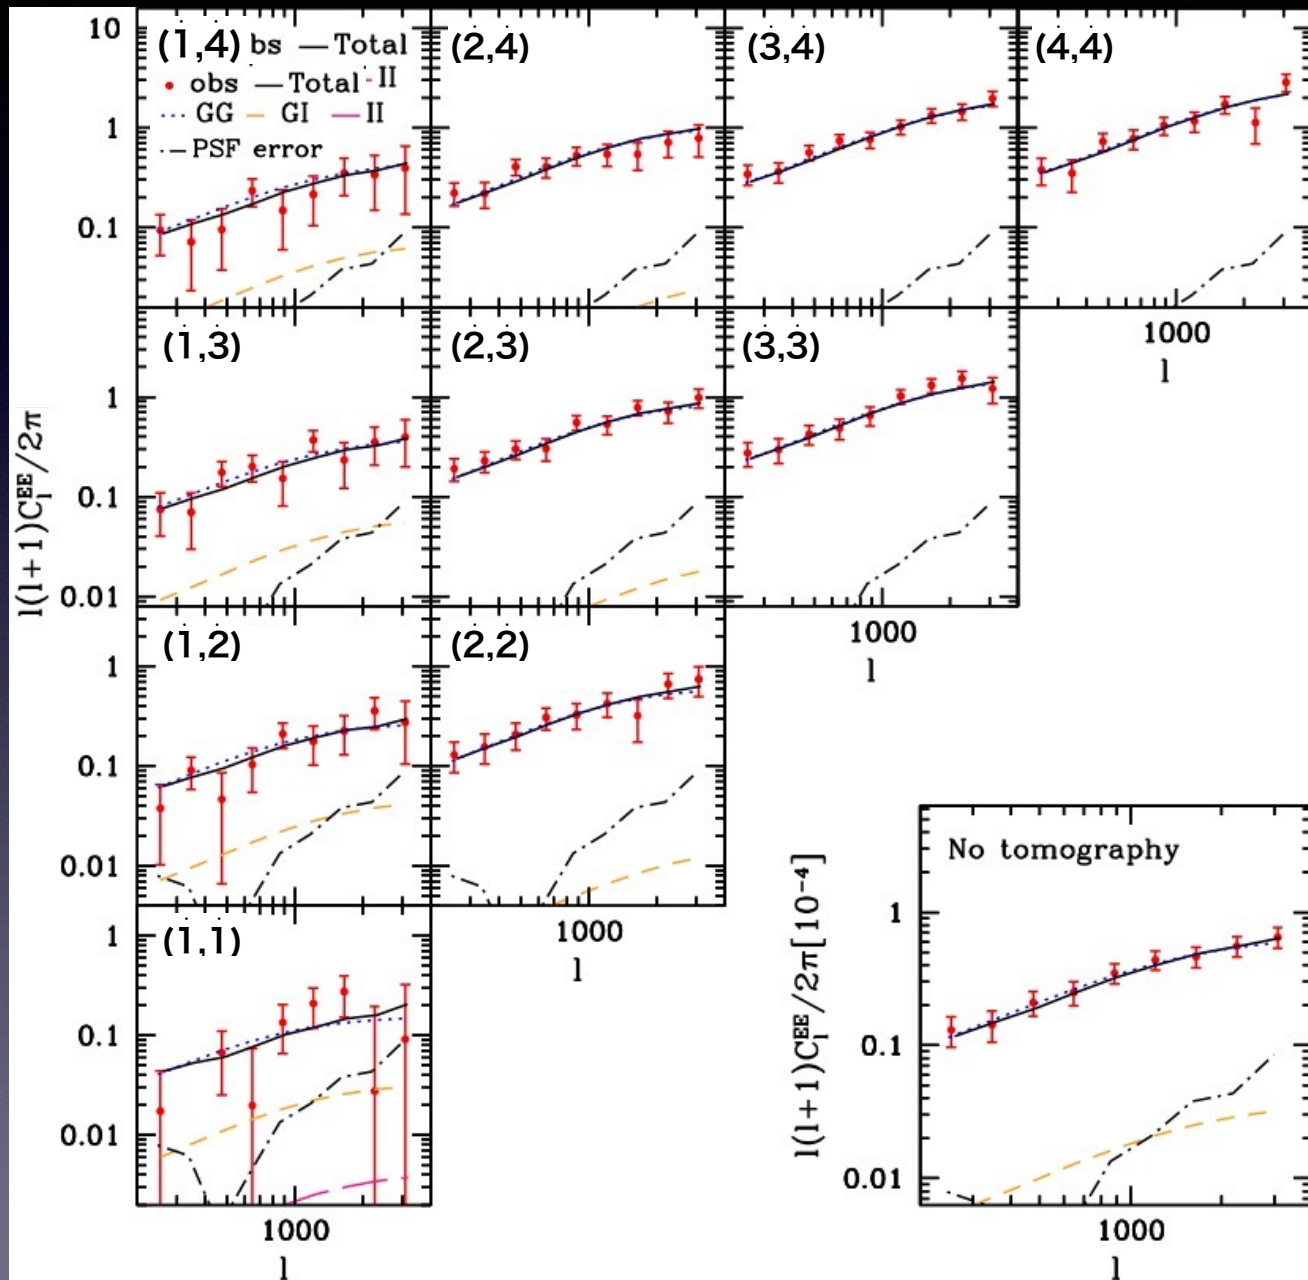 10
1
0.1
(1,4) bs Total
obs Total II
GG GI II
PSF error
(2,4)
(3,4)
(4,4)
1000
l
l(l+1)C_l^EE/2π
1
0.1
0.01
(1,3)
(2,3)
(3,3)
1000
l
1
0.1
0.01
(1,2)
(2,2)
1000
l
1
0.1
0.01
(1,1)
1000
l
l(l+1)C_l^EE/2π[10⁻⁴]
No tomography
1
0.1
0.01
1000
l